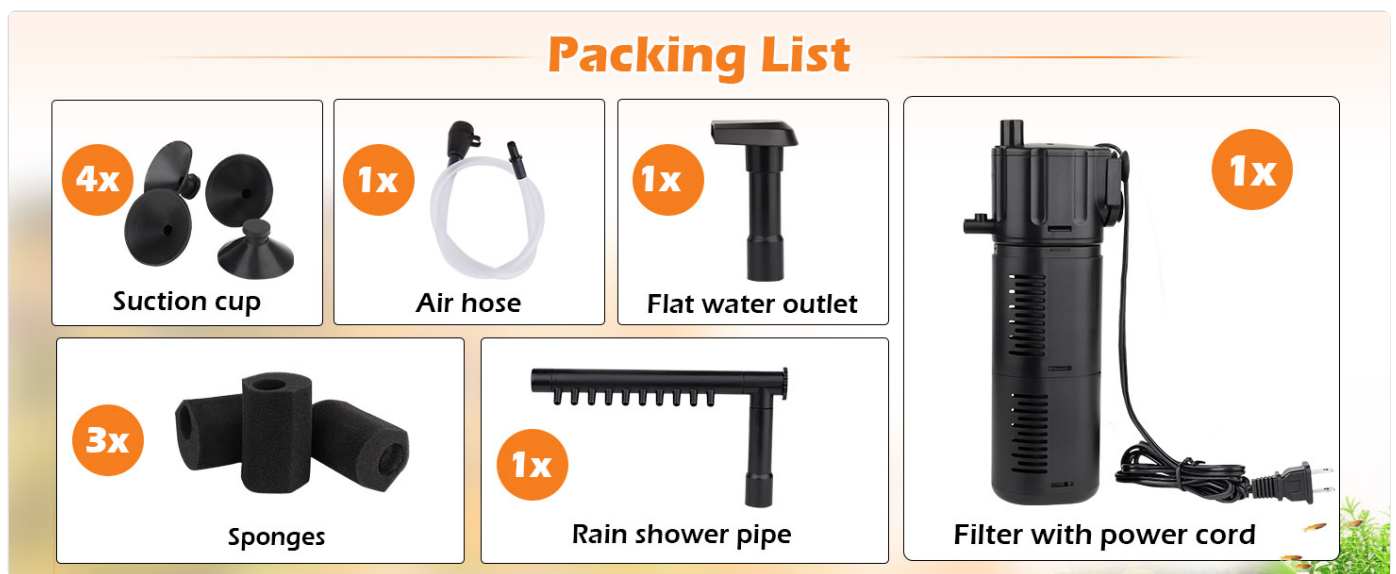 Packing List
4x
Suction cup
1x
Air hose
1x
Flat water outlet
1x
Filter with power cord
3x
Sponges
1x
Rain shower pipe